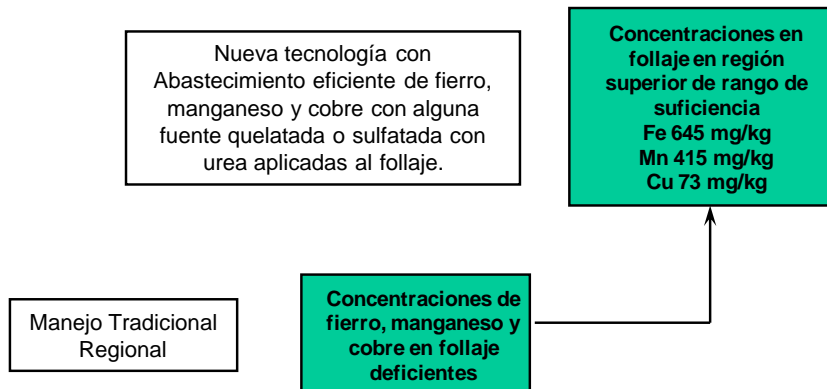 Nueva tecnología con
Abastecimiento eficiente de fierro,
manganeso y cobre con alguna
fuente quelatada o sulfatada con
urea aplicadas al follaje.
Concentraciones en
follaje en región
superior de rango de
suficiencia
Fe 645 mg/kg
Mn 415 mg/kg
Cu 73 mg/kg
Manejo Tradicional
Regional
Concentraciones de
fierro, manganeso y
cobre en follaje
deficientes